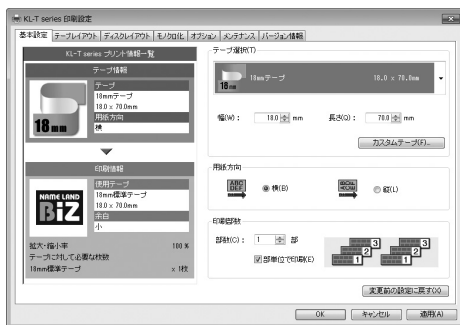 KL-T series 印刷設定
基本設定 テープレイアウト ディスクレイアウト モノクロ化 オプション メンテナンス バージョン情報
KL-T series プリント情報一覧
テープ情報
テープ
18mmテープ
18.0 x 70.0mm
用紙方向
横
18mm
印刷情報
使用テープ
18mm標準テープ
18.0 x 70.0mm
余白
小
NAME LAND
BiZ
拡大・縮小率 100 %
テープに対して必要な枚数
18mm標準テープ x 1枚
テープ選択(T)
18mm
18mmテープ 18.0 x 70.0mm
幅(W): 18.0 mm 長さ(Q): 70.0 mm
カスタムテープ(F)...
用紙方向
ABC
DEF
横(B)
縦(L)
印刷部数
部数(C): 1 部
部単位で印刷(E)
1 2 3 1 2 3
変更前の設定に戻す(X)
OK キャンセル 適用(A)